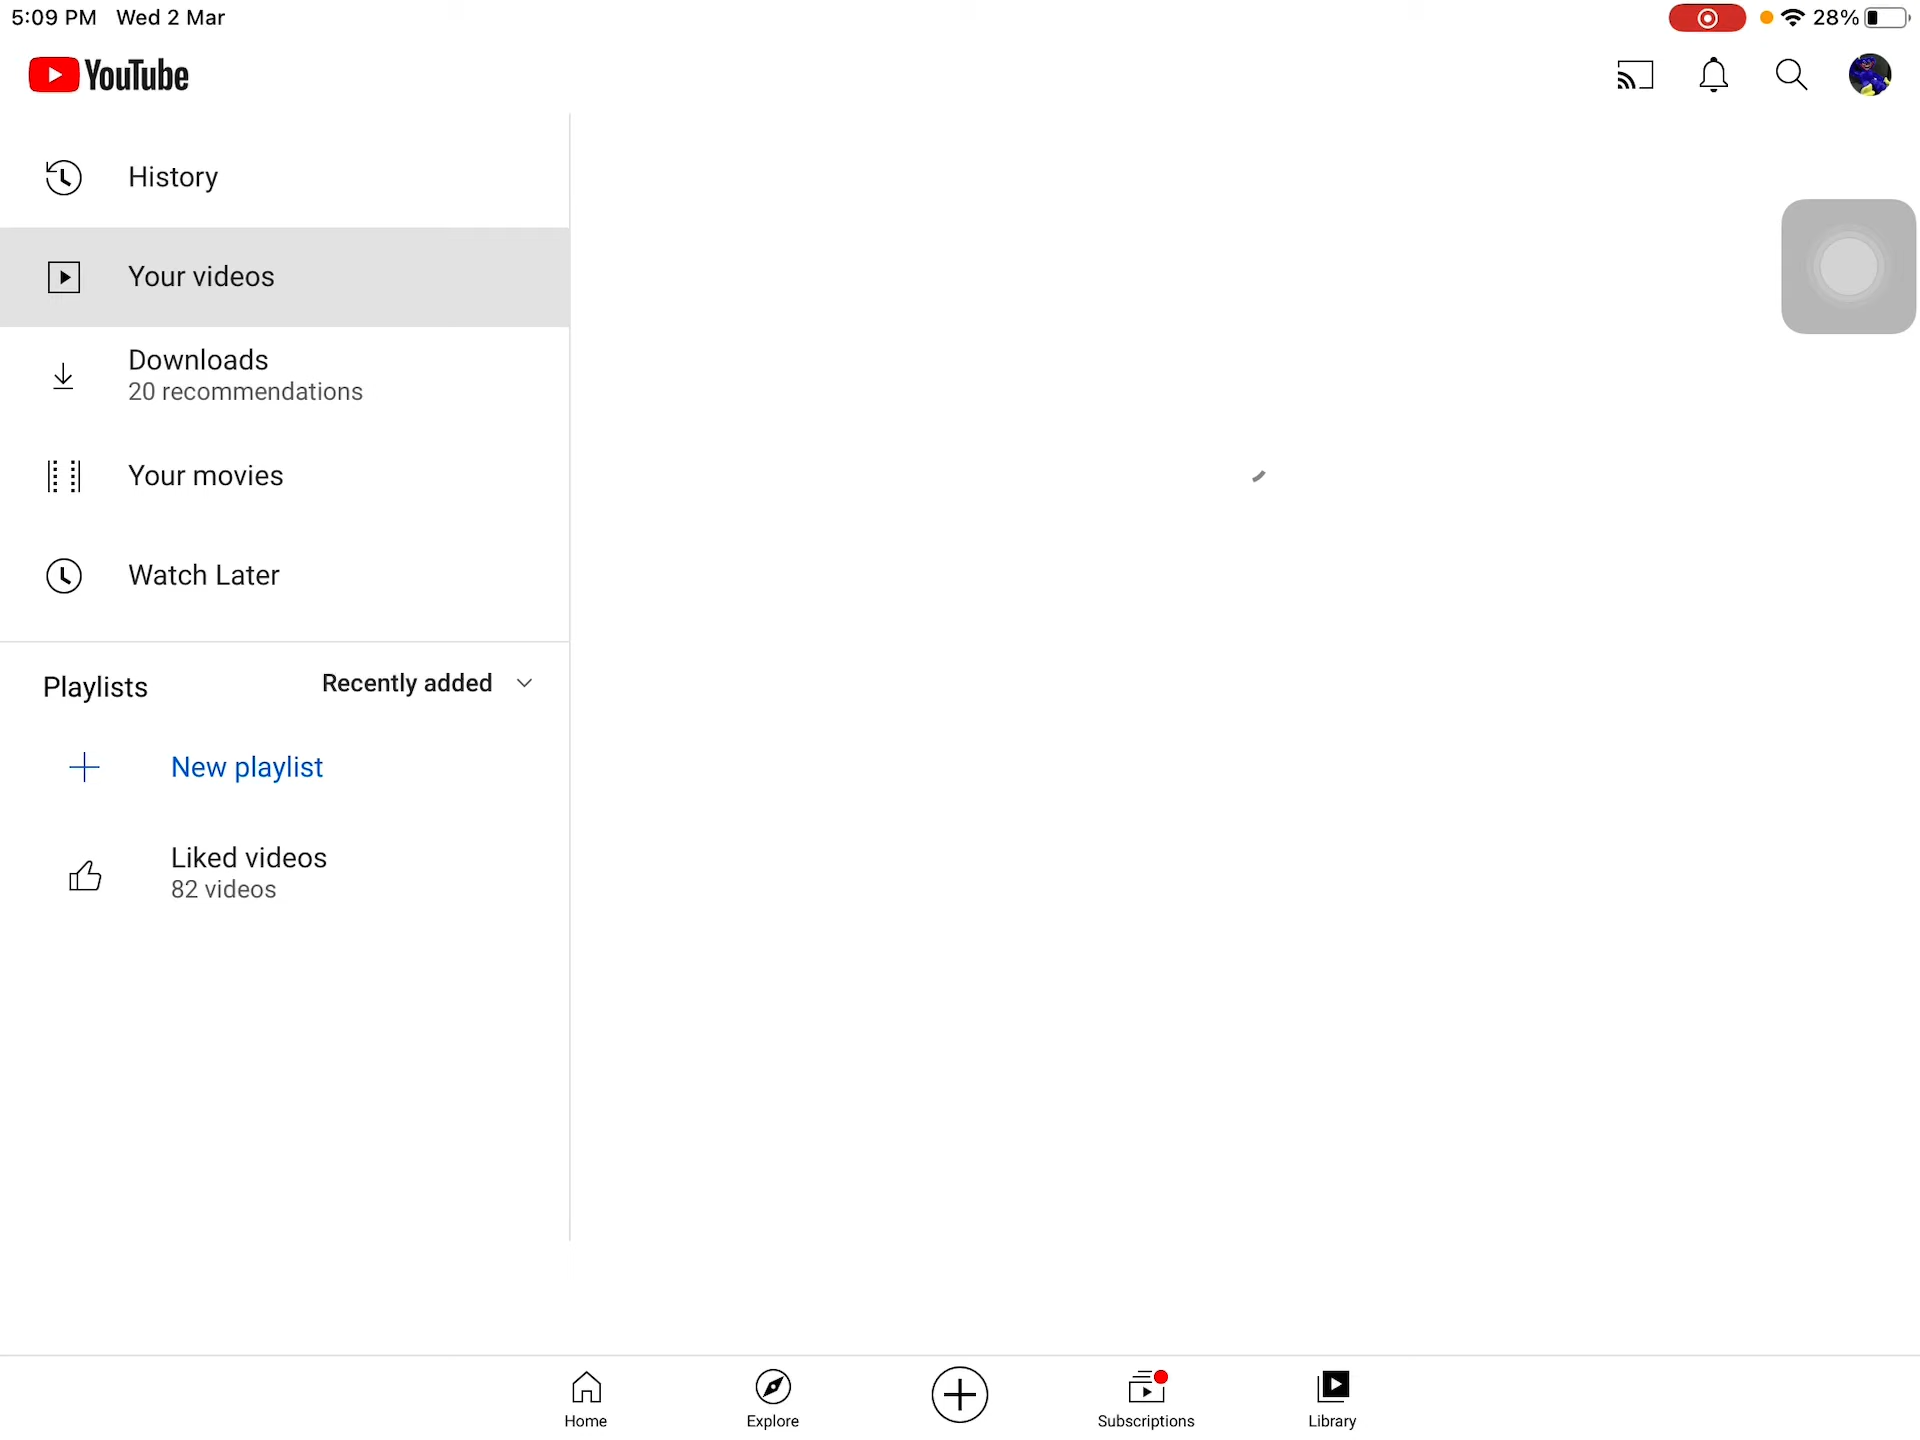 5:09 PM Wed 2 Mar
28%
YouTube
History
Your videos
Downloads
20 recommendations
Your movies
Watch Later
Playlists
Recently added
New playlist
Liked videos
82 videos
Home
Explore
Subscriptions
Library